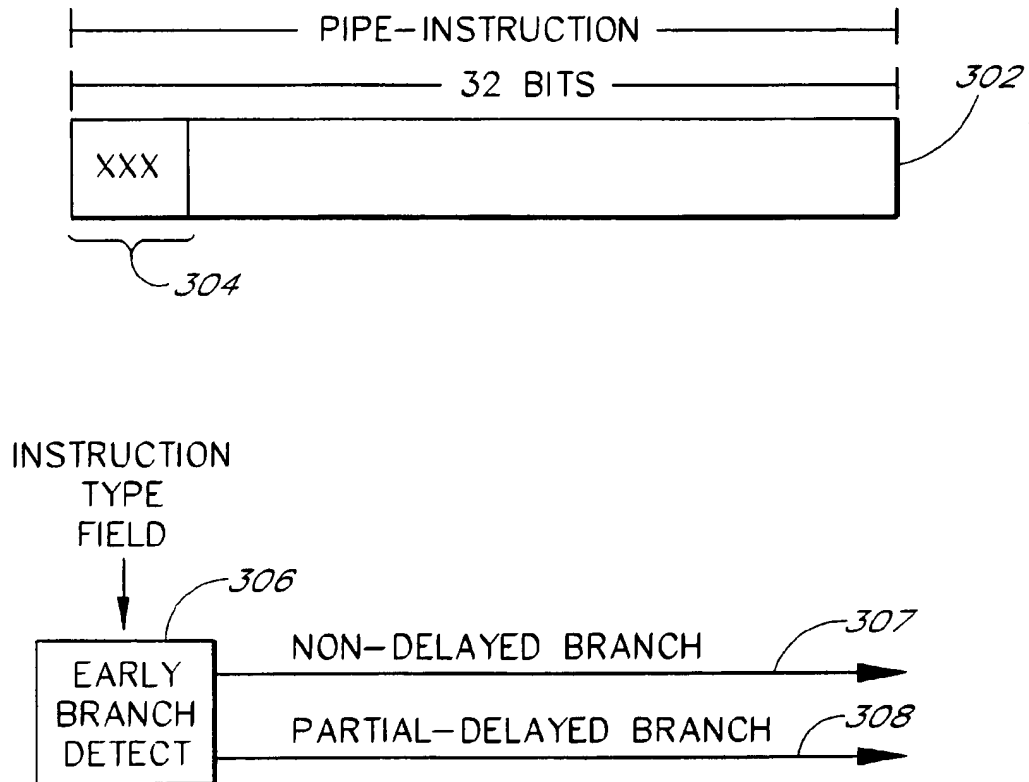 PIPE-INSTRUCTION
32 BITS
302
XXX
304
INSTRUCTION
TYPE
FIELD
306
EARLY
BRANCH
DETECT
NON-DELAYED BRANCH
307
PARTIAL-DELAYED BRANCH
308